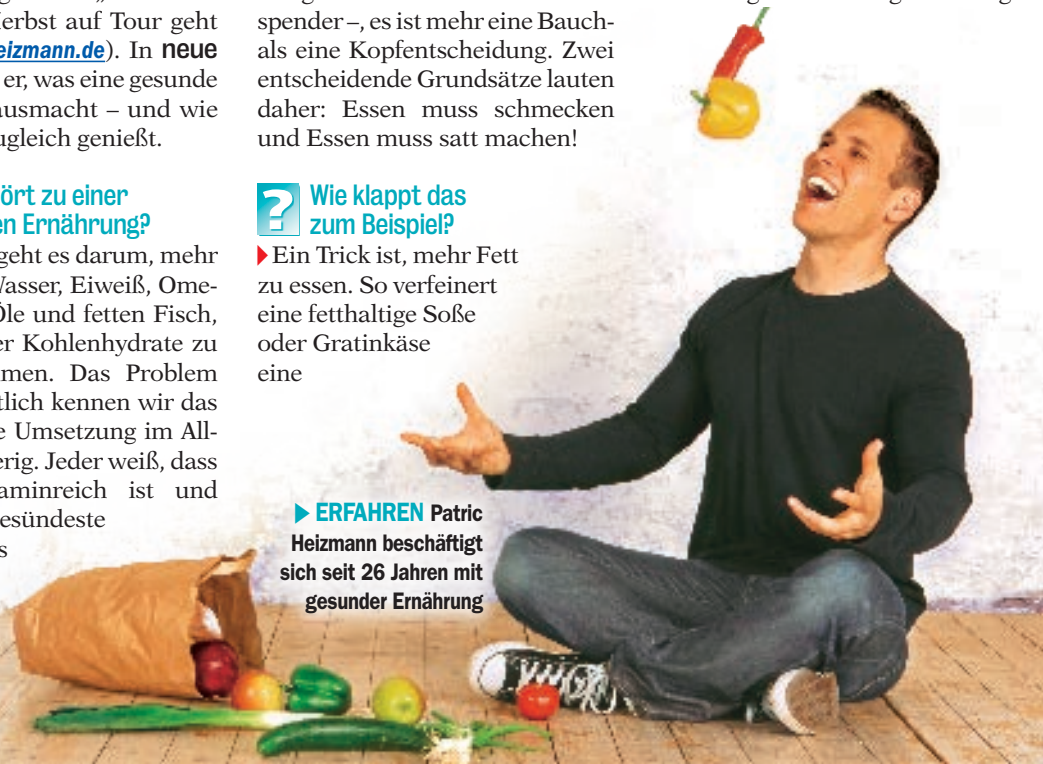 Herbst auf Tour geht
eizmann.de). In neue
er, was eine gesunde
ausmacht – und wie
ugleich genießt.
ört zu einer
en Ernährung?
geht es darum, mehr
Wasser, Eiweiß, Ome-
Öle und fetten Fisch,
er Kohlenhydrate zu
men. Das Problem
tlich kennen wir das
e Umsetzung im All-
erig. Jeder weiß, dass
aminreich ist und
esündeste
s
spender –, es ist mehr eine Bauch-
als eine Kopfentscheidung. Zwei
entscheidende Grundsätze lauten
daher: Essen muss schmecken
und Essen muss satt machen!
? Wie klappt das
zum Beispiel?
Ein Trick ist, mehr Fett
zu essen. So verfeinert
eine fetthaltige Soße
oder Gratinkäse
eine
ERFAHREN Patric
Heizmann beschäftigt
sich seit 26 Jahren mit
gesunder Ernährung